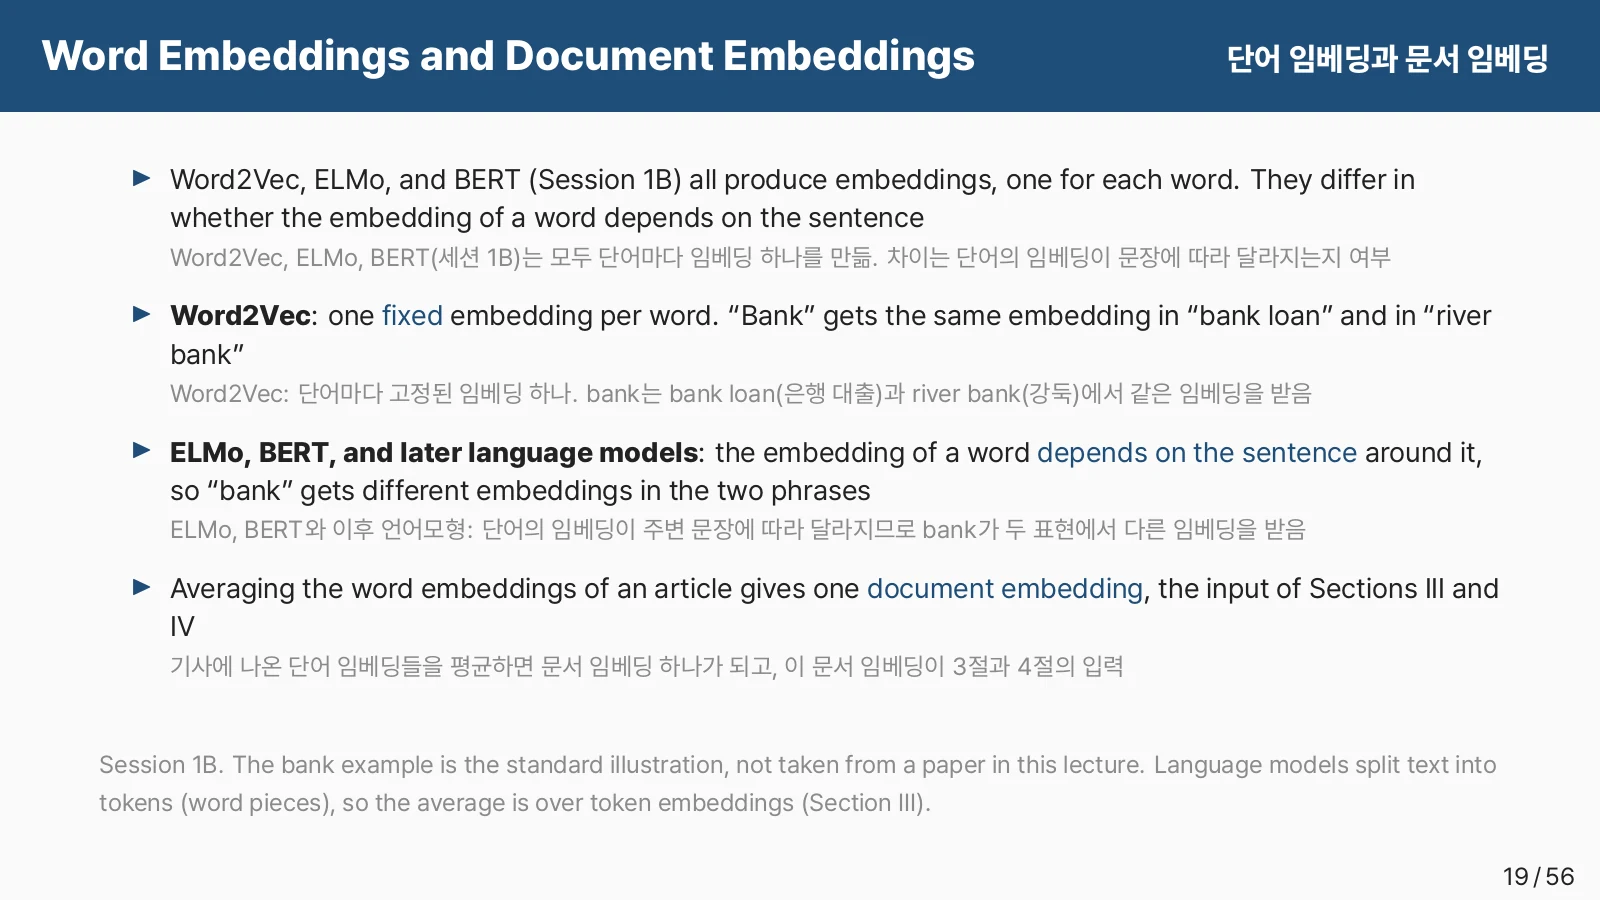 Word Embeddings and Document Embeddings
단어 임베딩과 문서 임베딩
▶ Word2Vec, ELMo, and BERT (Session 1B) all produce embeddings, one for each word. They differ in
whether the embedding of a word depends on the sentence
Word2Vec, ELMo, BERT(세션 1B)는 모두 단어마다 임베딩 하나를 만듦. 차이는 단어의 임베딩이 문장에 따라 달라지는지 여부
▶ Word2Vec: one fixed embedding per word. “Bank” gets the same embedding in “bank loan” and in “river
bank”
Word2Vec: 단어마다 고정된 임베딩 하나. bank는 bank loan(은행 대출)과 river bank(강둑)에서 같은 임베딩을 받음
▶ ELMo, BERT, and later language models: the embedding of a word depends on the sentence around it,
so “bank” gets different embeddings in the two phrases
ELMo, BERT와 이후 언어모형: 단어의 임베딩이 주변 문장에 따라 달라지므로 bank가 두 표현에서 다른 임베딩을 받음
▶ Averaging the word embeddings of an article gives one document embedding, the input of Sections III and
IV
기사에 나온 단어 임베딩들을 평균하면 문서 임베딩 하나가 되고, 이 문서 임베딩이 3절과 4절의 입력
Session 1B. The bank example is the standard illustration, not taken from a paper in this lecture. Language models split text into
tokens (word pieces), so the average is over token embeddings (Section III).
19 / 56